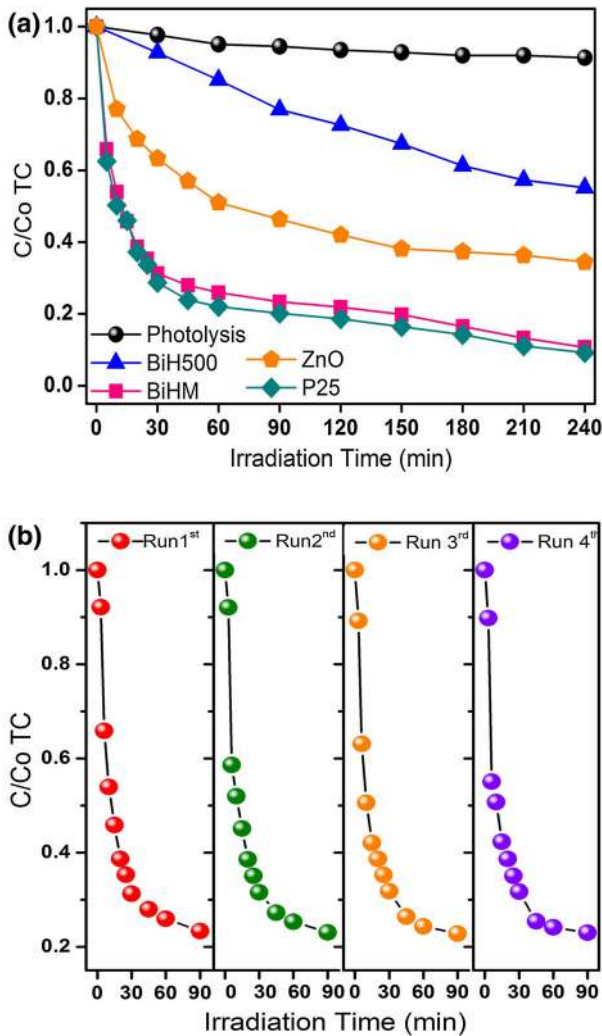 (a)
1.0
0.8
0.6
0.4
0.2
0.0
C/Co TC
Photolysis
BiH500
BiHM
ZnO
P25
0 30 60 90 120 150 180 210 240
Irradiation Time (min)
(b)
Run1st
Run2nd
Run 3rd
Run 4th
1.0
0.8
0.6
0.4
0.2
C/Co TC
0 30 60 90 0 30 60 90 0 30 60 90 0 30 60 90
Irradiation Time (min)